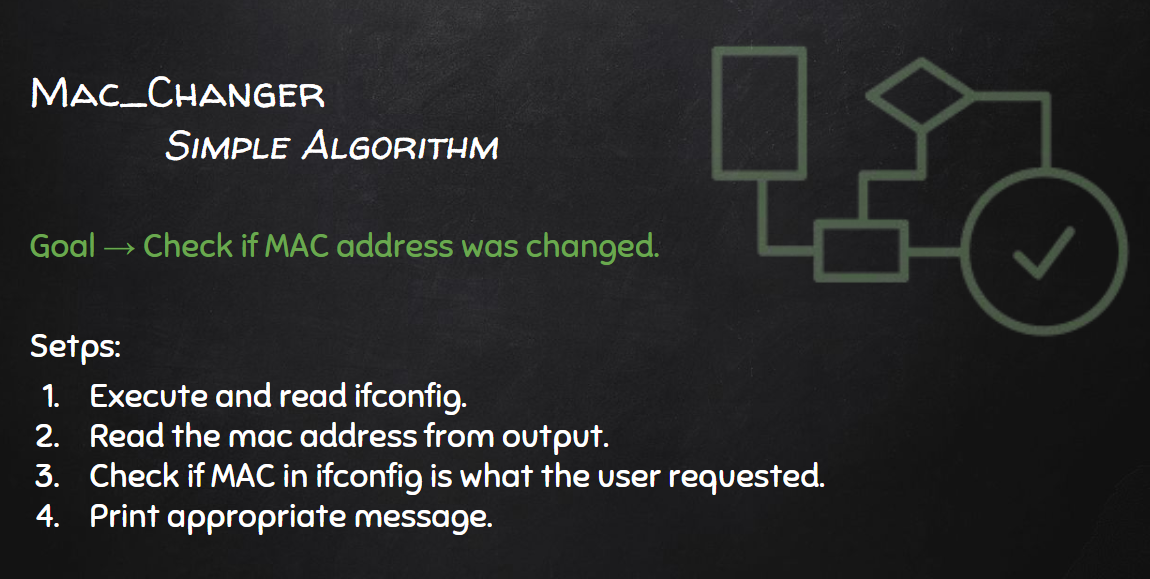 Mac_Changer
Simple Algorithm
Goal → Check if MAC address was changed.
Setps:
1. Execute and read ifconfig.
2. Read the mac address from output.
3. Check if MAC in ifconfig is what the user requested.
4. Print appropriate message.